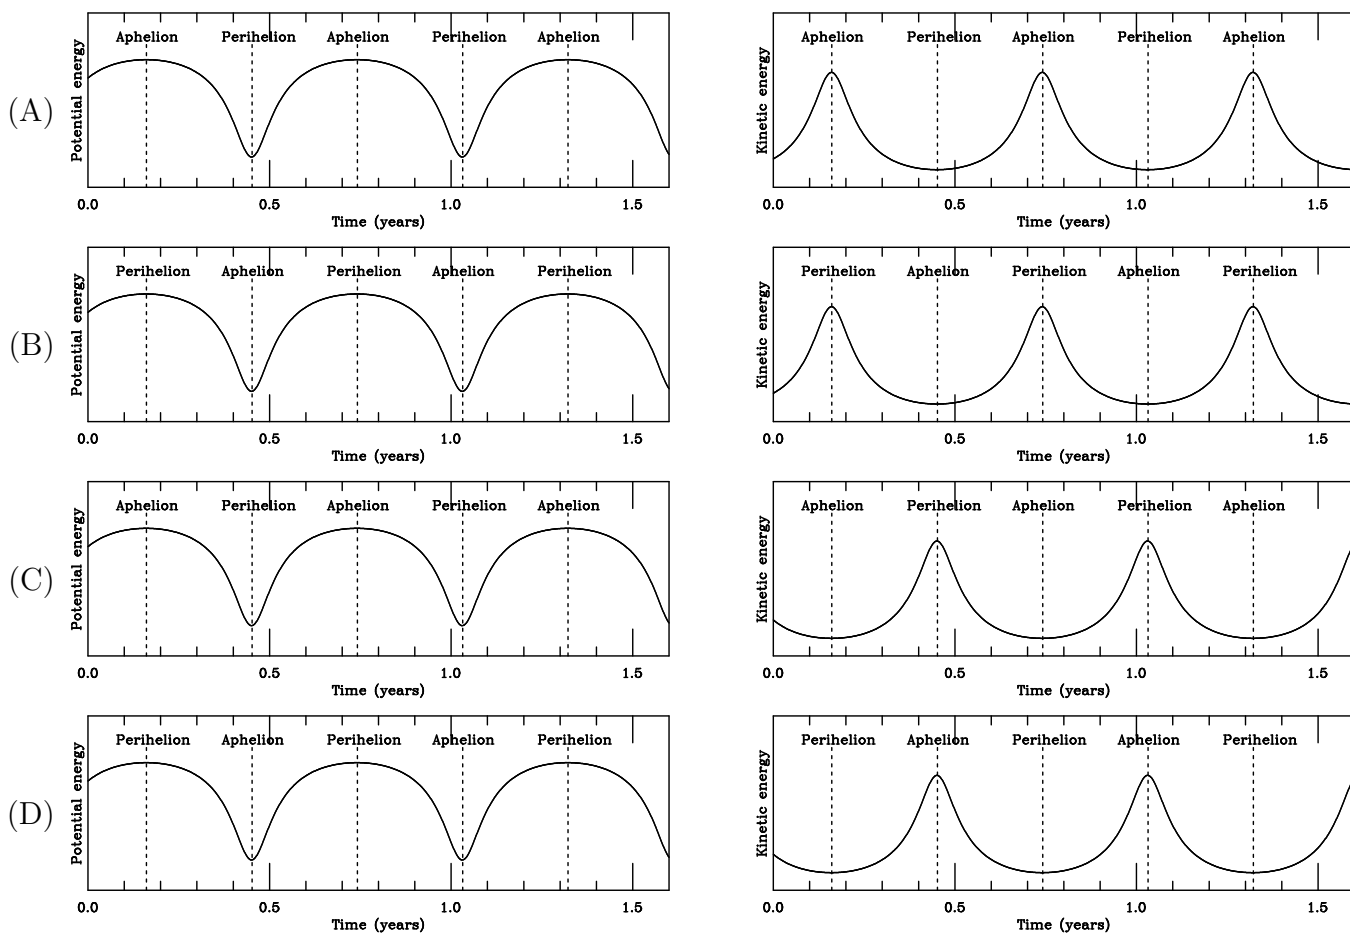 Aphelion Perihelion Aphelion Perihelion Aphelion
Potential energy
0.0 0.5 1.0 1.5
Time (years)
Aphelion Perihelion Aphelion Perihelion Aphelion
Kinetic energy
0.0 0.5 1.0 1.5
Time (years)
(A)
Perihelion Aphelion Perihelion Aphelion Perihelion
Potential energy
0.0 0.5 1.0 1.5
Time (years)
Perihelion Aphelion Perihelion Aphelion Perihelion
Kinetic energy
0.0 0.5 1.0 1.5
Time (years)
(B)
Aphelion Perihelion Aphelion Perihelion Aphelion
Potential energy
0.0 0.5 1.0 1.5
Time (years)
Aphelion Perihelion Aphelion Perihelion Aphelion
Kinetic energy
0.0 0.5 1.0 1.5
Time (years)
(C)
Perihelion Aphelion Perihelion Aphelion Perihelion
Potential energy
0.0 0.5 1.0 1.5
Time (years)
Perihelion Aphelion Perihelion Aphelion Perihelion
Kinetic energy
0.0 0.5 1.0 1.5
Time (years)
(D)